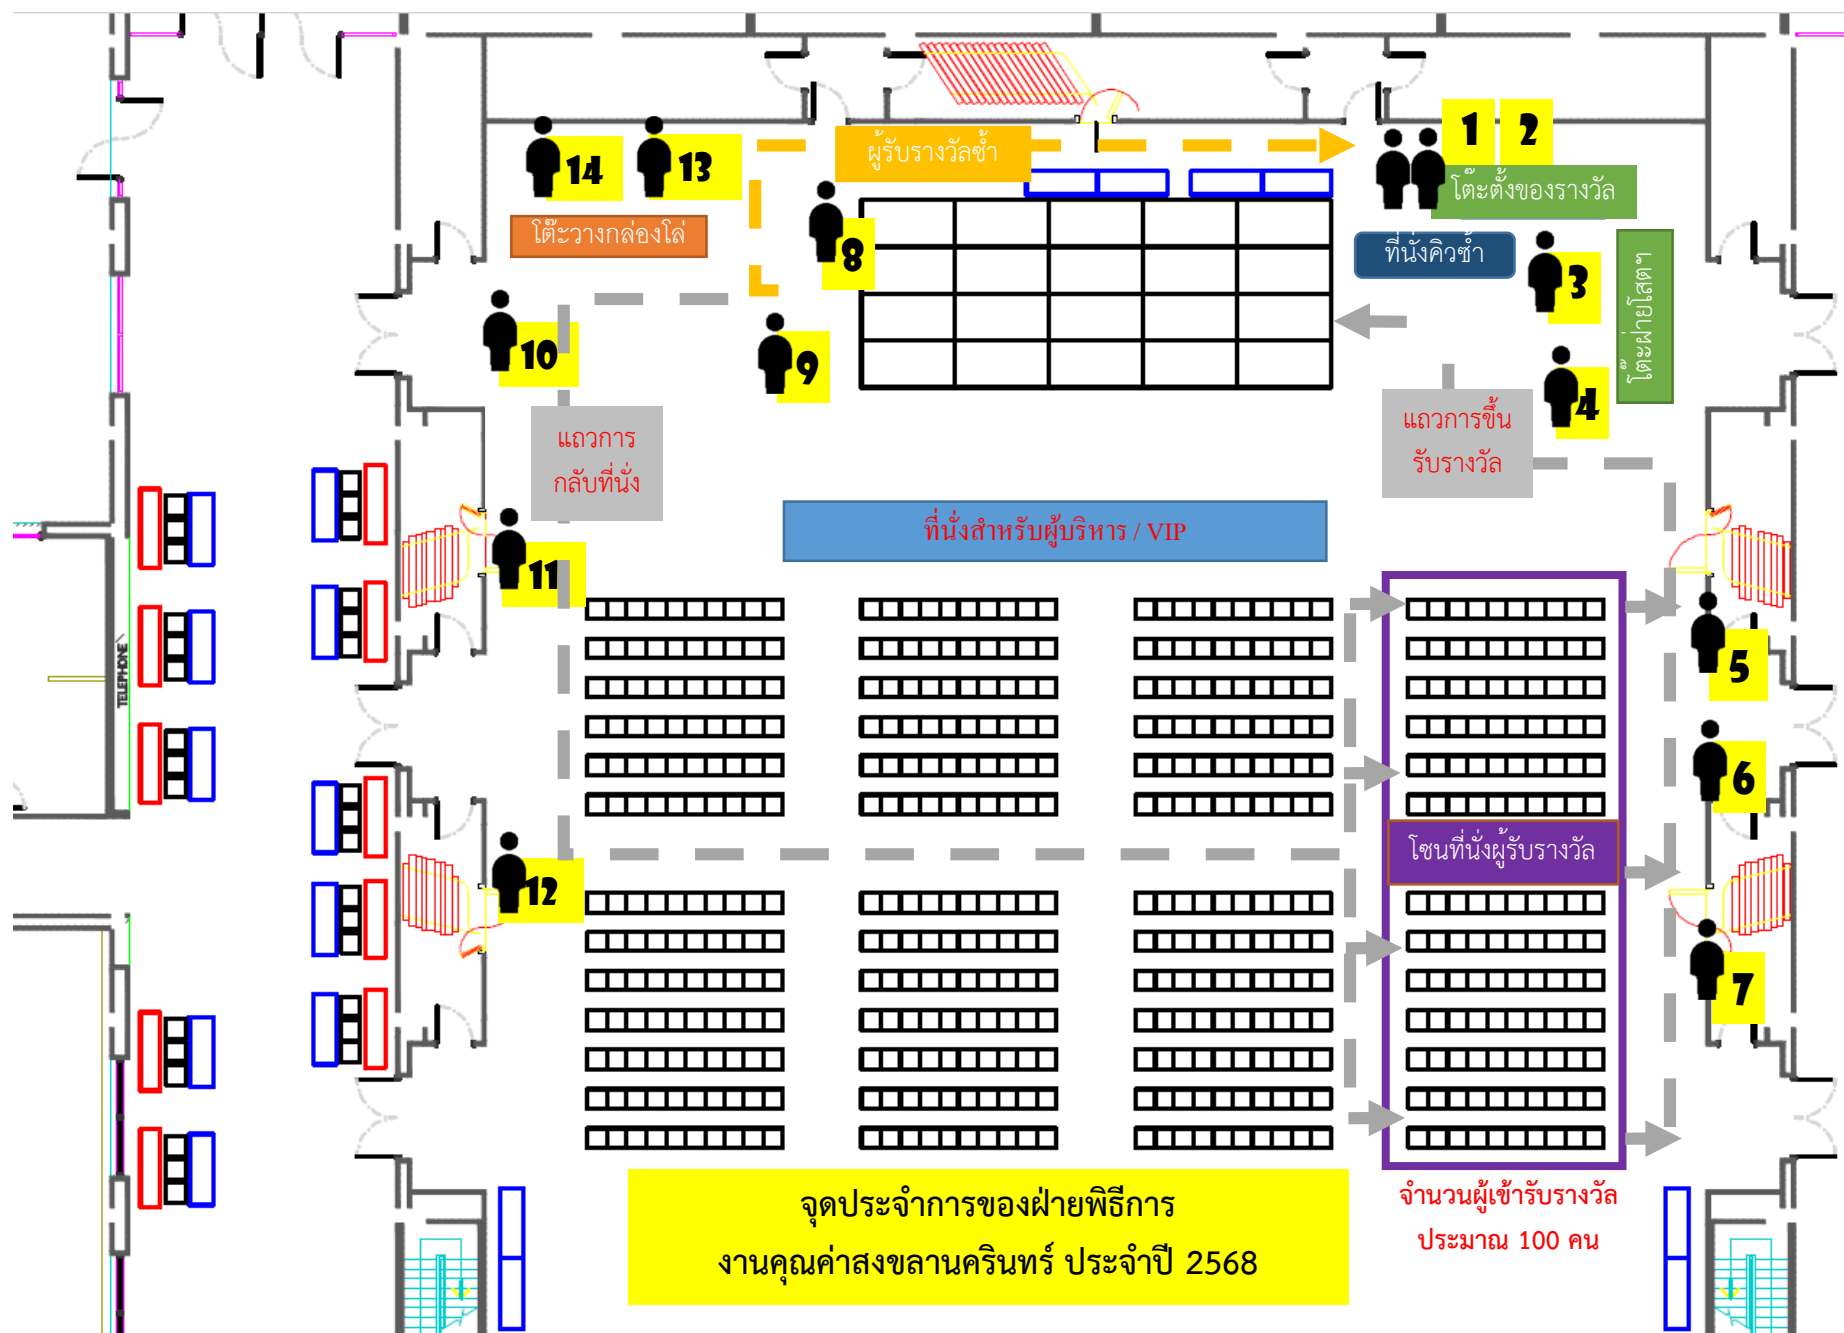 1
2
14
13
ผู้รับรางวัลซ้ำ
โต๊ะตั้งของรางวัล
โต๊ะวางกล่องโล่
8
ที่นั่งคิวซ้ำ
3
โต๊ะฝ่ายโสตฯ
10
9
4
แถวการ
กลับที่นั่ง
แถวการขึ้น
รับรางวัล
ที่นั่งสำหรับผู้บริหาร / VIP
11
TELEPHONE
5
6
โซนที่นั่งผู้รับรางวัล
12
7
จุดประจำการของฝ่ายพิธีการ
งานคุณค่าสงขลานครินทร์ ประจำปี 2568
จำนวนผู้เข้ารับรางวัล
ประมาณ 100 คน